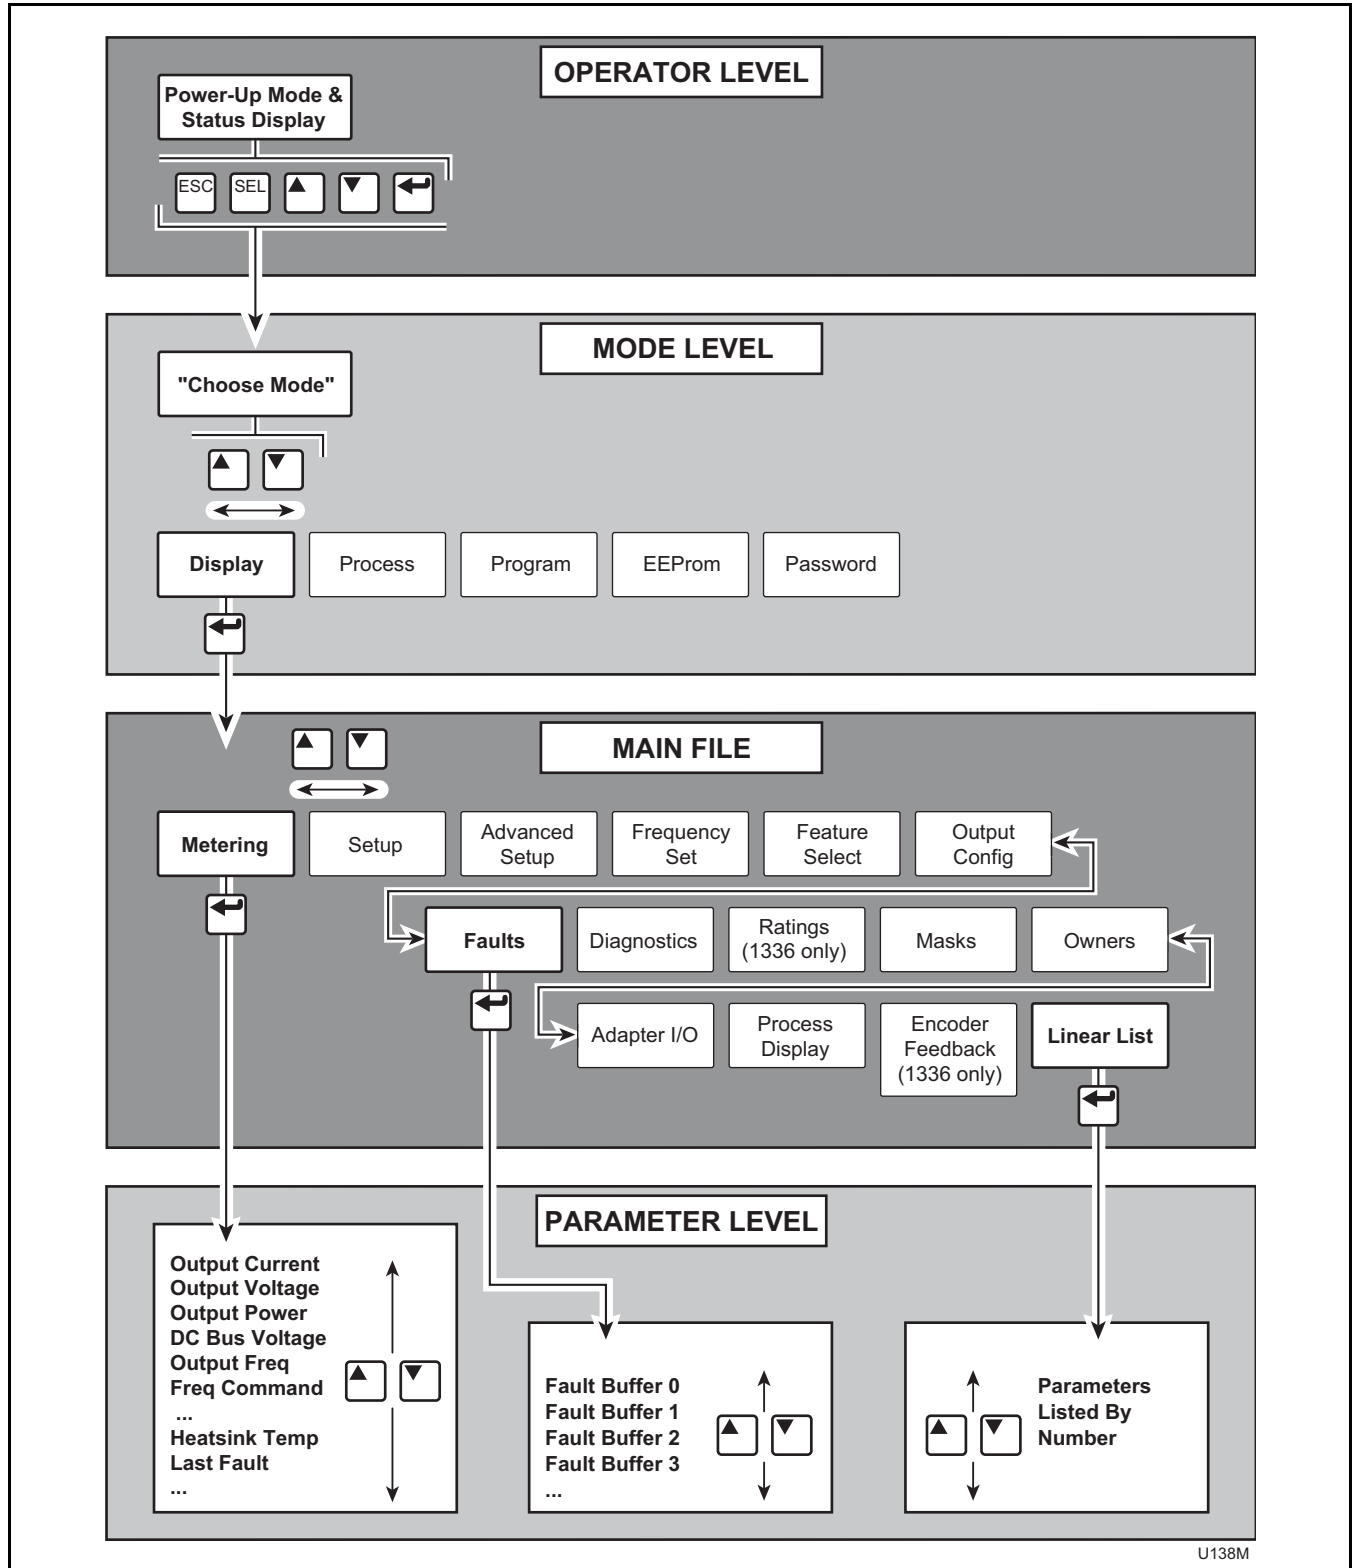 OPERATOR LEVEL
Power-Up Mode &
Status Display
ESC SEL
MODE LEVEL
"Choose Mode"
Display
Process
Program
EEProm
Password
MAIN FILE
Metering
Setup
Advanced
Setup
Frequency
Set
Feature
Select
Output
Config
Faults
Diagnostics
Ratings
(1336 only)
Masks
Owners
Adapter I/O
Process
Display
Encoder
Feedback
(1336 only)
Linear List
PARAMETER LEVEL
Output Current
Output Voltage
Output Power
DC Bus Voltage
Output Freq
Freq Command
...
Heatsink Temp
Last Fault
...
Fault Buffer 0
Fault Buffer 1
Fault Buffer 2
Fault Buffer 3
...
Parameters
Listed By
Number
U138M